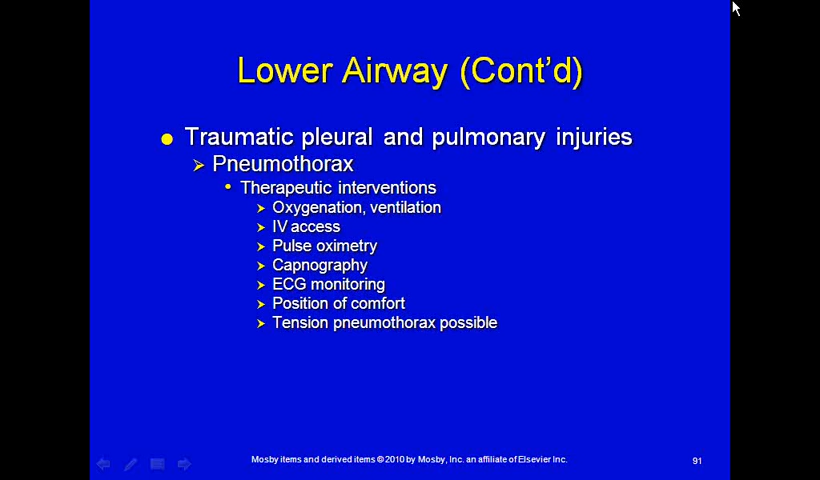 Lower Airway (Cont’d)
Traumatic pleural and pulmonary injuries
Pneumothorax
Therapeutic interventions
Oxygenation, ventilation
IV access
Pulse oximetry
Capnography
ECG monitoring
Position of comfort
Tension pneumothorax possible
Mosby items and derived items © 2010 by Mosby, Inc. an affiliate of Elsevier Inc.
91